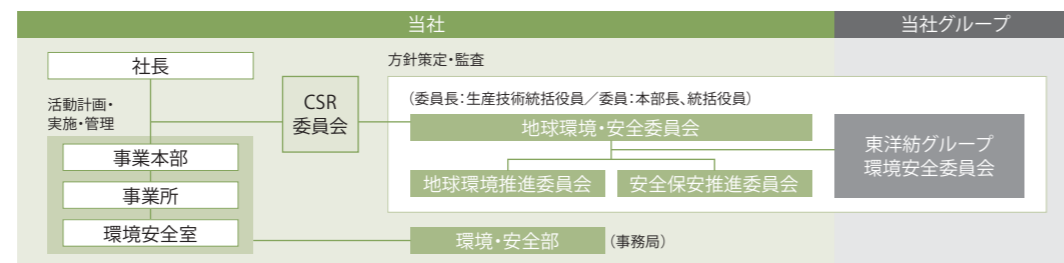 当社
当社グループ
社長
活動計画・
実施・管理
事業本部
事業所
環境安全室
CSR
委員会
方針策定・監査
(委員長:生産技術統括役員／委員:本部長、統括役員)
地球環境・安全委員会
地球環境推進委員会
安全保安推進委員会
東洋紡グループ
環境安全委員会
環境・安全部
(事務局)